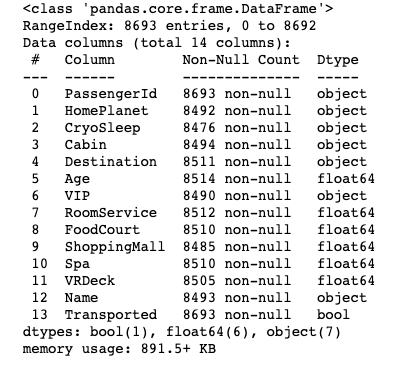 <class 'pandas.core.frame.DataFrame'>
RangeIndex: 8693 entries, 0 to 8692
Data columns (total 14 columns):
 #   Column        Non-Null Count  Dtype
---  ------        --------------  -----
 0   PassengerId   8693 non-null   object
 1   HomePlanet    8492 non-null   object
 2   CryoSleep     8476 non-null   object
 3   Cabin         8494 non-null   object
 4   Destination   8511 non-null   object
 5   Age           8514 non-null   float64
 6   VIP           8490 non-null   object
 7   RoomService   8512 non-null   float64
 8   FoodCourt     8510 non-null   float64
 9   ShoppingMall  8485 non-null   float64
 10  Spa           8510 non-null   float64
 11  VRDeck        8505 non-null   float64
 12  Name          8493 non-null   object
 13  Transported   8693 non-null   bool
dtypes: bool(1), float64(6), object(7)
memory usage: 891.5+ KB